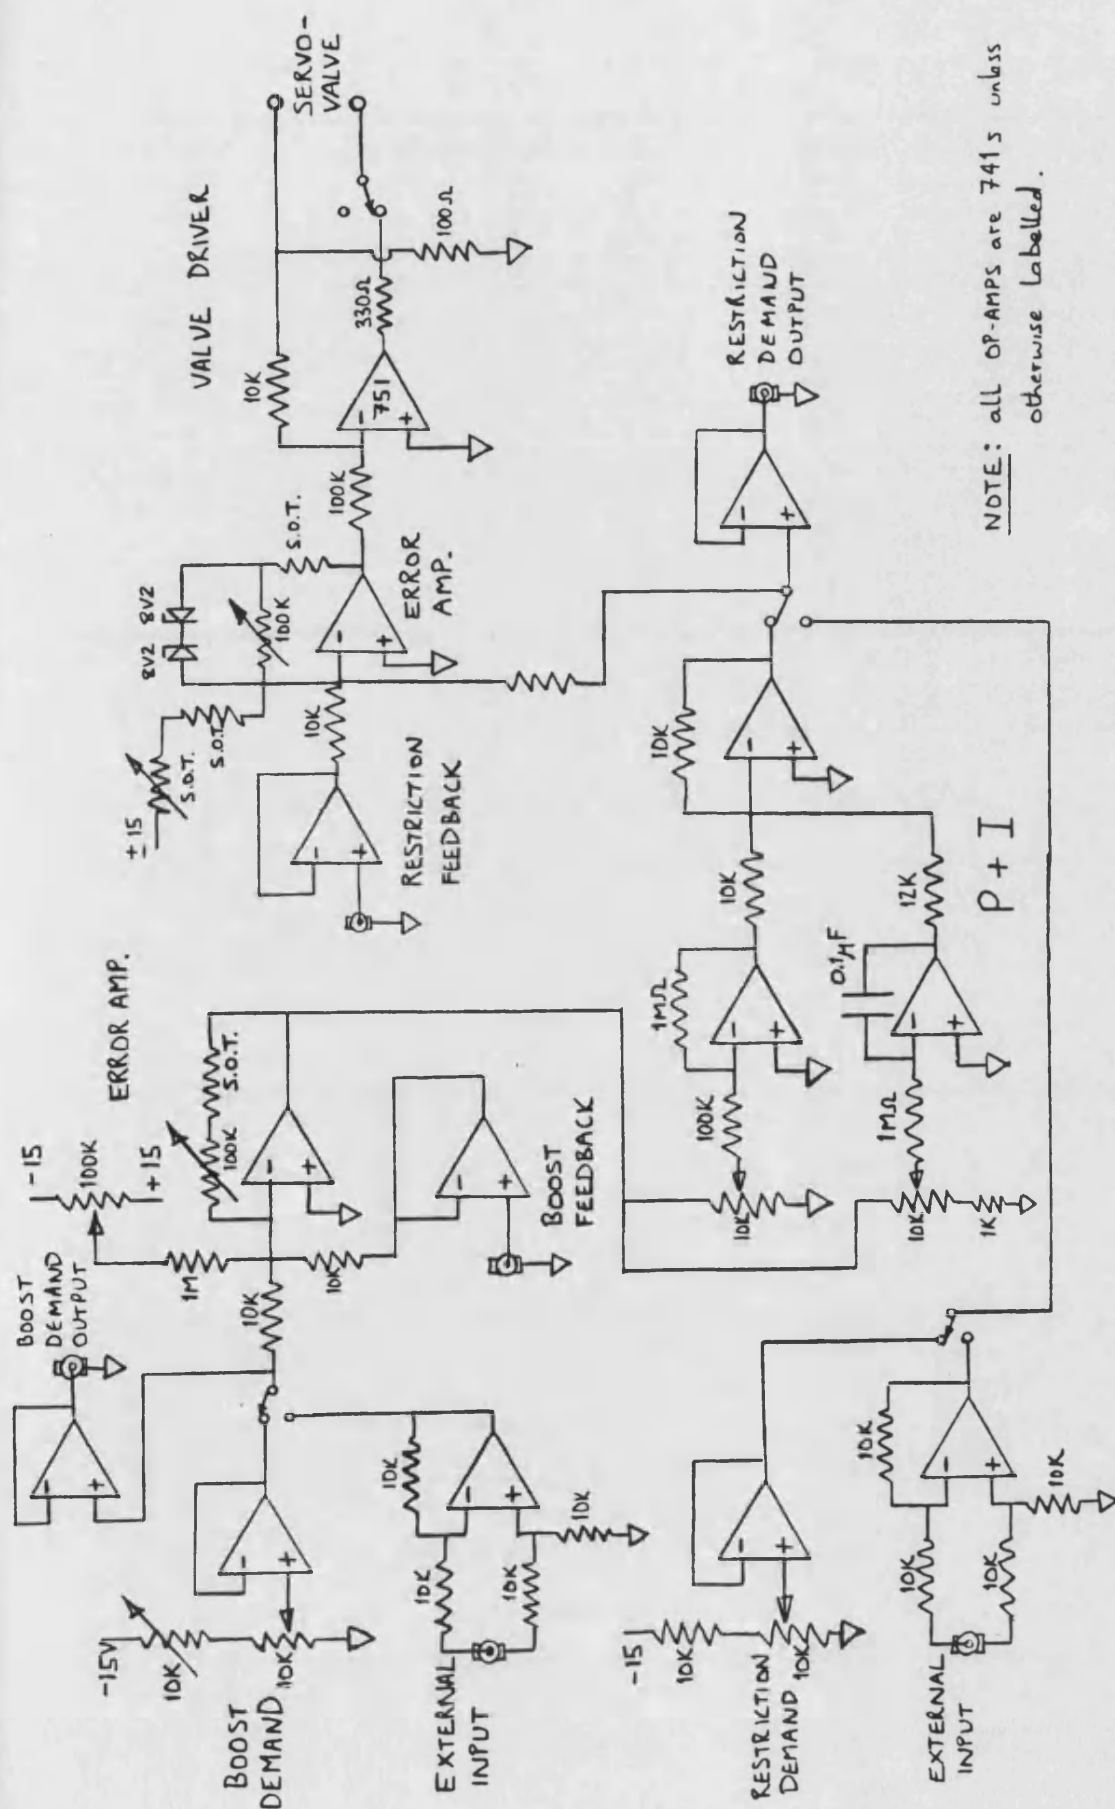 BOOST
DEMAND
OUTPUT
-15
100K
+15
ERROR AMP.
-15V
10K
10K
BOOST
DEMAND
10K
1M
10K
100K
S.O.T.
BOOST
FEEDBACK
EXTERNAL
INPUT
10K
10K
10K
10K
±15
S.O.T.
S.O.T.
8V2
8V2
100K
S.O.T.
10K
RESTRICTION
FEEDBACK
ERROR
AMP.
100K
10K
751
330Ω
100Ω
VALVE DRIVER
SERVO-
VALVE
-15
10K
10K
RESTRICTION
DEMAND
EXTERNAL
INPUT
10K
10K
10K
10K
10K
100K
1MΩ
10K
10K
1K
1MΩ
0.1µF
12K
10K
P + I
RESTRICTION
DEMAND
OUTPUT
NOTE: all OP-AMPS are 741s unless
otherwise labelled.